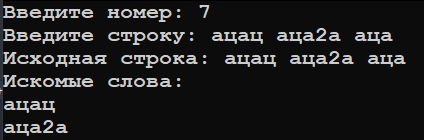 Введите номер: 7
Введите строку: ацац аца2а аца
Исходная строка: ацац аца2а аца
Искомые слова:
ацац
аца2а